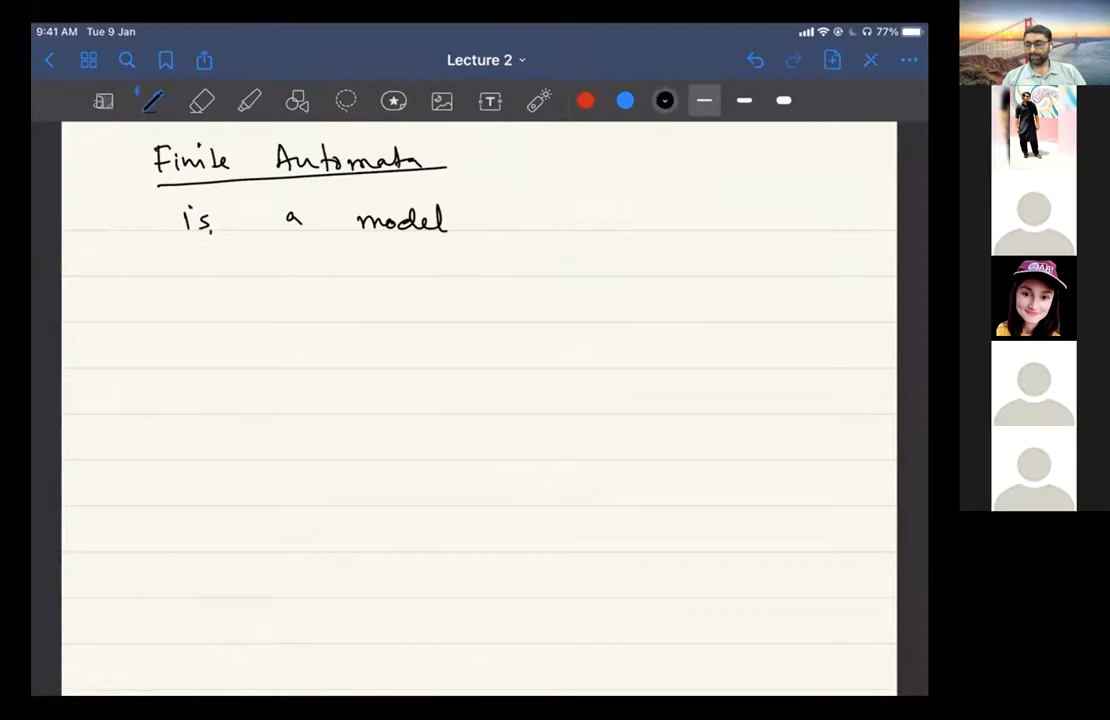 9:41 AM Tue 9 Jan 77%
Lecture 2
T
Finite Automata
is a model